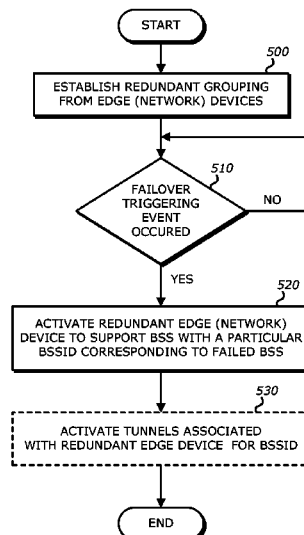 START
500
ESTABLISH REDUNDANT GROUPING
FROM EDGE (NETWORK) DEVICES
510
FAILOVER
TRIGGERING
EVENT
OCCURED
NO
YES
520
ACTIVATE REDUNDANT EDGE (NETWORK)
DEVICE TO SUPPORT BSS WITH A PARTICULAR
BSSID CORRESPONDING TO FAILED BSS
530
ACTIVATE TUNNELS ASSOCIATED
WITH REDUNDANT EDGE DEVICE FOR BSSID
END